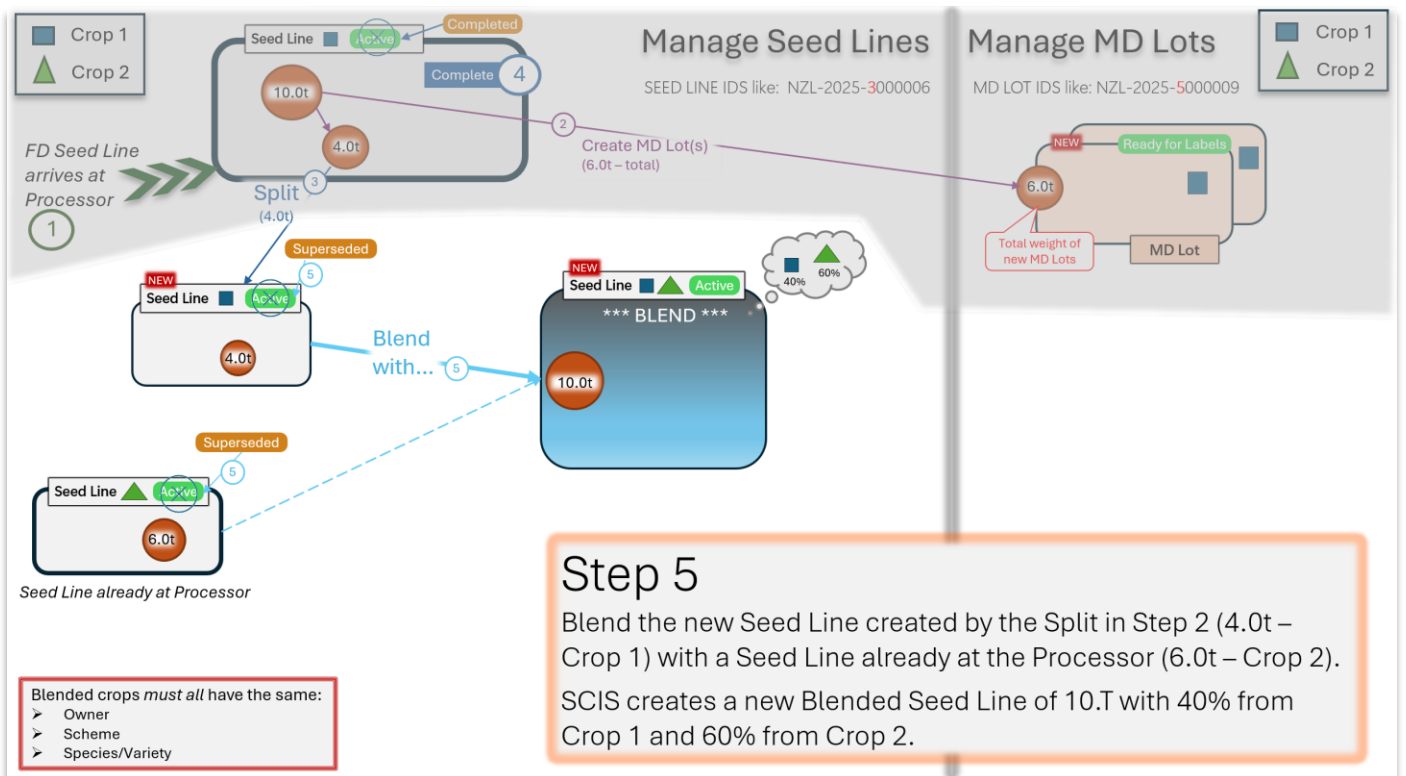 Crop 1
Crop 2
Seed Line
Active
Completed
Complete
4
10.0t
4.0t
Manage Seed Lines
SEED LINE IDS like: NZL-2025-3000006
Manage MD Lots
MD LOT IDS like: NZL-2025-5000009
Crop 1
Crop 2
FD Seed Line
arrives at
Processor
1
2
Create MD Lot(s)
(6.0t – total)
3
Split
(4.0t)
NEW
Ready for Labels
6.0t
Total weight of
new MD Lots
MD Lot
Superseded
5
NEW
Seed Line
Active
4.0t
Blend
with...
5
NEW
Seed Line
Active
*** BLEND ***
10.0t
40%
60%
Superseded
5
Seed Line
Active
6.0t
Seed Line already at Processor
Step 5
Blend the new Seed Line created by the Split in Step 2 (4.0t –
Crop 1) with a Seed Line already at the Processor (6.0t – Crop 2).
SCIS creates a new Blended Seed Line of 10.T with 40% from
Crop 1 and 60% from Crop 2.
Blended crops must all have the same:
➢ Owner
➢ Scheme
➢ Species/Variety